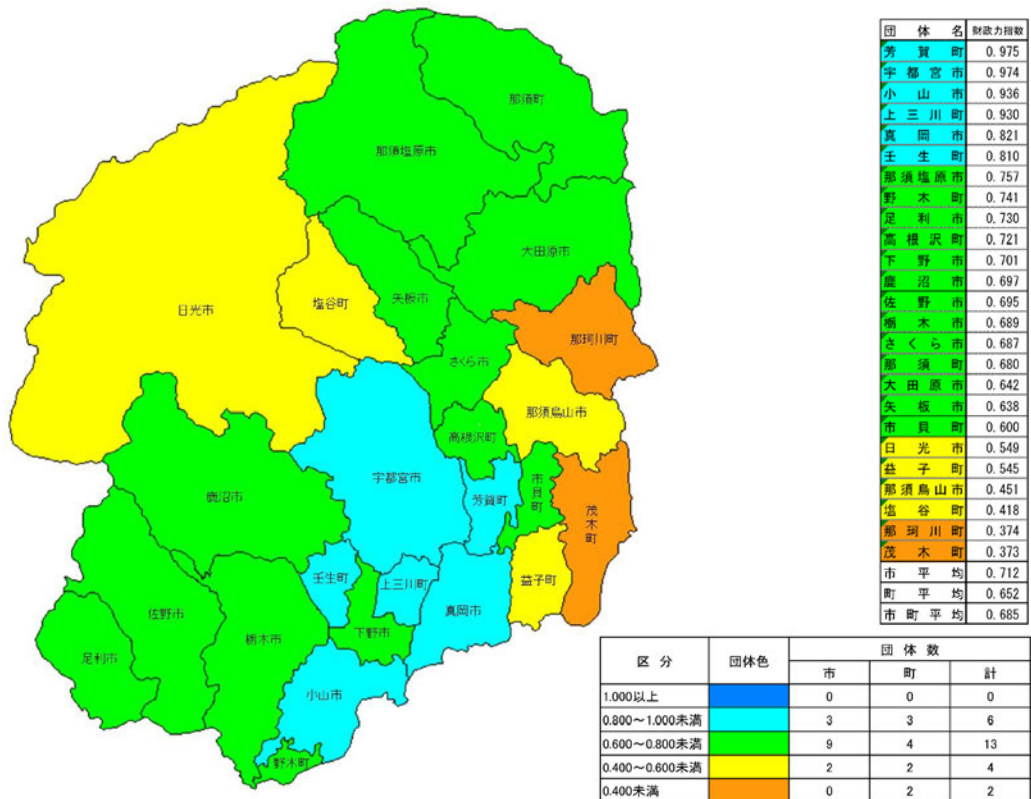 那須町
那須塩原市
大田原市
日光市
塩谷町
矢板市
那珂川町
さくら市
那須烏山市
高根沢町
宇都宮市
鹿沼市
芳賀町
市貝町
茂木町
壬生町
上三川町
益子町
真岡市
佐野市
下野市
栃木市
足利市
小山市
野木町
団体名 財政力指数
芳賀町 0.975
宇都宮市 0.974
小山市 0.936
上三川町 0.930
真岡市 0.821
壬生町 0.810
那須塩原市 0.757
野木町 0.741
足利市 0.730
高根沢町 0.721
下野市 0.701
鹿沼市 0.697
佐野市 0.695
栃木市 0.689
さくら市 0.687
那須町 0.680
大田原市 0.642
矢板市 0.638
市貝町 0.600
日光市 0.549
益子町 0.545
那須烏山市 0.451
塩谷町 0.418
那珂川町 0.374
茂木町 0.373
市平均 0.712
町平均 0.652
市町平均 0.685
区分 団体色 団体数
市 町 計
1.000以上 0 0 0
0.800～1.000未満 3 3 6
0.600～0.800未満 9 4 13
0.400～0.600未満 2 2 4
0.400未満 0 2 2